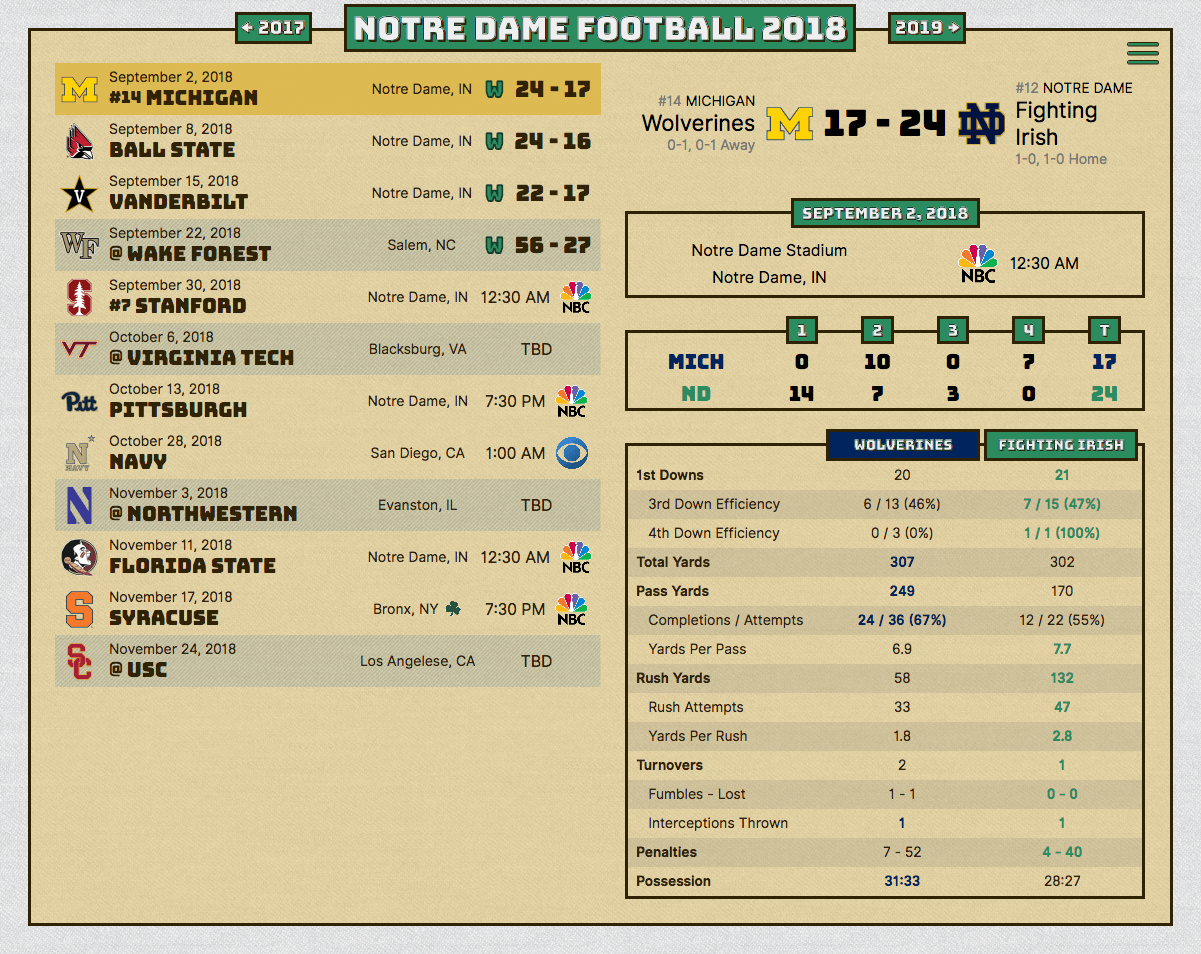 ← 2017
NOTRE DAME FOOTBALL 2018
2019 →
September 2, 2018
#14 MICHIGAN
Notre Dame, IN W 24 - 17
September 8, 2018
BALL STATE
Notre Dame, IN W 24 - 16
V
September 15, 2018
VANDERBILT
Notre Dame, IN W 22 - 17
WF
September 22, 2018
@ WAKE FOREST
Salem, NC W 56 - 27
September 30, 2018
#7 STANFORD
Notre Dame, IN 12:30 AM NBC
VT
October 6, 2018
@ VIRGINIA TECH
Blacksburg, VA TBD
Pitt
October 13, 2018
PITTSBURGH
Notre Dame, IN 7:30 PM NBC
N
NAVY
October 28, 2018
NAVY
San Diego, CA 1:00 AM
N
November 3, 2018
@ NORTHWESTERN
Evanston, IL TBD
November 11, 2018
FLORIDA STATE
Notre Dame, IN 12:30 AM NBC
S
November 17, 2018
SYRACUSE
Bronx, NY 7:30 PM NBC
SC
November 24, 2018
@ USC
Los Angelese, CA TBD
#14 MICHIGAN
Wolverines
0-1, 0-1 Away
M 17 - 24 ND
#12 NOTRE DAME
Fighting
Irish
1-0, 1-0 Home
SEPTEMBER 2, 2018
Notre Dame Stadium
Notre Dame, IN
NBC 12:30 AM
1 2 3 4 T
MICH 0 10 0 7 17
ND 14 7 3 0 24
WOLVERINES FIGHTING IRISH
1st Downs 20 21
3rd Down Efficiency 6 / 13 (46%) 7 / 15 (47%)
4th Down Efficiency 0 / 3 (0%) 1 / 1 (100%)
Total Yards 307 302
Pass Yards 249 170
Completions / Attempts 24 / 36 (67%) 12 / 22 (55%)
Yards Per Pass 6.9 7.7
Rush Yards 58 132
Rush Attempts 33 47
Yards Per Rush 1.8 2.8
Turnovers 2 1
Fumbles - Lost 1 - 1 0 - 0
Interceptions Thrown 1 1
Penalties 7 - 52 4 - 40
Possession 31:33 28:27